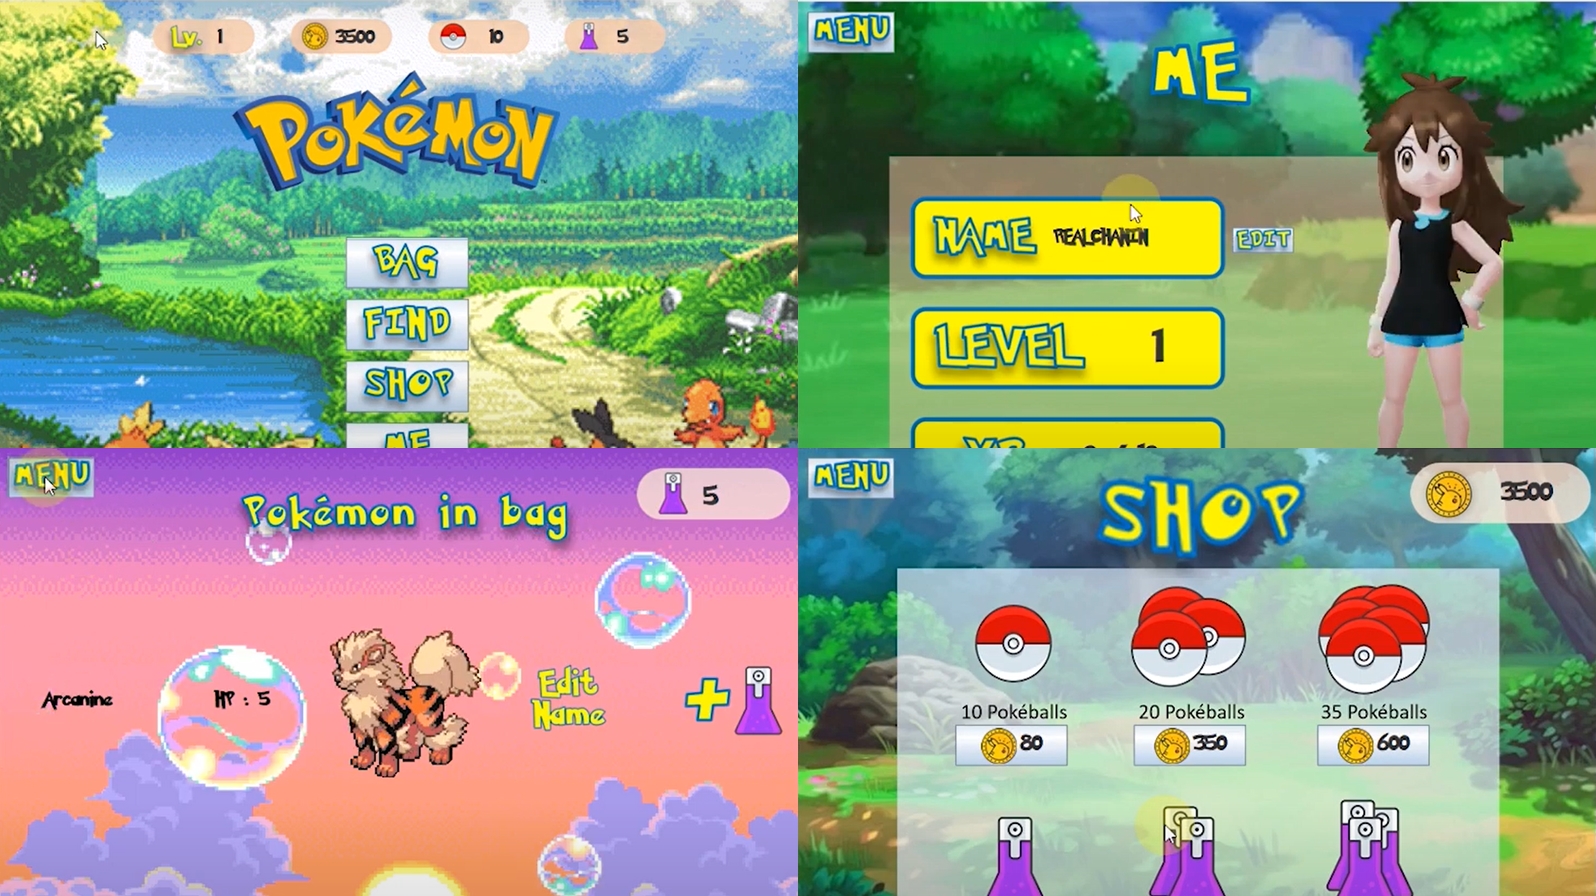 Lv. 1
3500
10
5
POKéMON
BAG
FIND
SHOP
ME
MENU
ME
NAME REALCHANIN
EDIT
LEVEL 1
MENU
5
Pokémon in bag
Arcanine
HP : 5
Edit
Name
MENU
SHOP
3500
10 Pokéballs
20 Pokéballs
35 Pokéballs
80
350
600